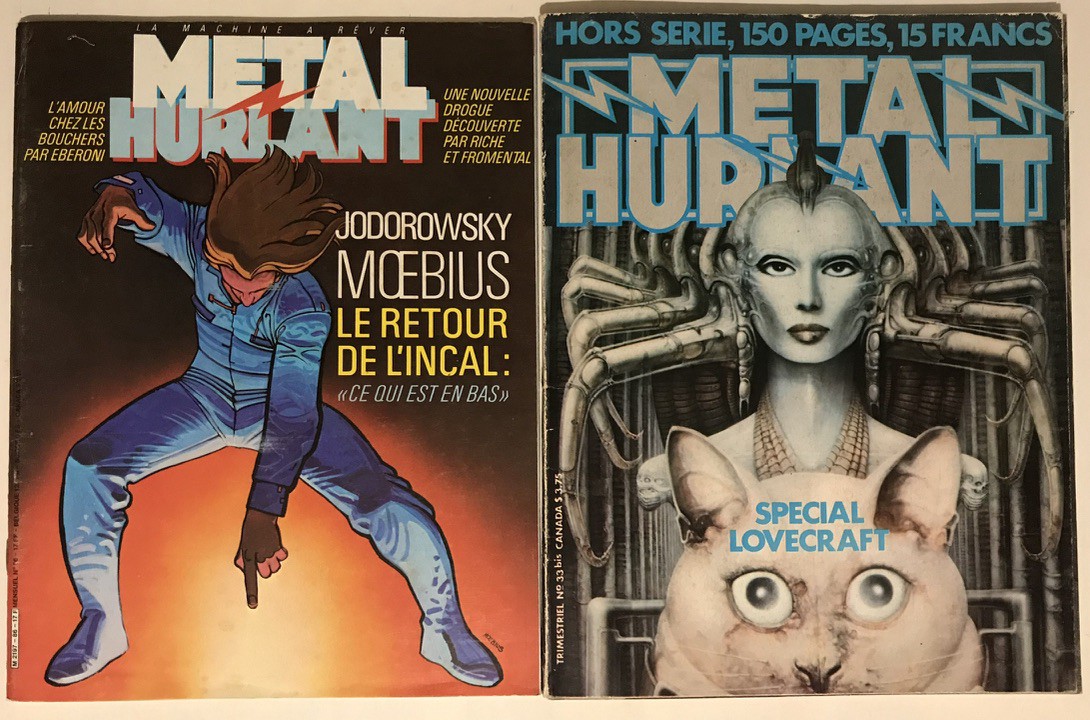 LA MACHINE A RÊVER
METAL
HURLANT
L'AMOUR
CHEZ LES
BOUCHERS
PAR EBERONI
UNE NOUVELLE
DROGUE
DÉCOUVERTE
PAR RICHE
ET FROMENTAL
JODOROWSKY
MŒBIUS
LE RETOUR
DE L'INCAL:
«CE QUI EST EN BAS»
HORS SERIE, 150 PAGES, 15 FRANCS
METAL
HURLANT
SPECIAL
LOVECRAFT
TRIMESTRIEL Nº 33 bis CANADA $ 3.75